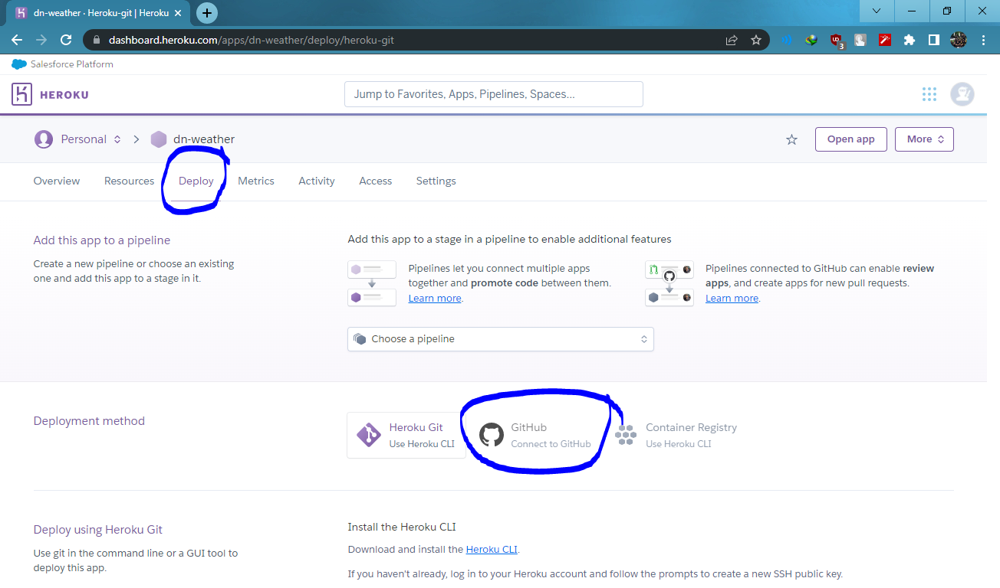 dn-weather · Heroku-git | Heroku
dashboard.heroku.com/apps/dn-weather/deploy/heroku-git
3
Salesforce Platform
HEROKU
Jump to Favorites, Apps, Pipelines, Spaces...
Personal
dn-weather
Open app
More
Overview
Resources
Deploy
Metrics
Activity
Access
Settings
Add this app to a pipeline
Create a new pipeline or choose an existing
one and add this app to a stage in it.
Add this app to a stage in a pipeline to enable additional features
Pipelines let you connect multiple apps
together and promote code between them.
Learn more.
Pipelines connected to GitHub can enable review
apps, and create apps for new pull requests.
Learn more.
Choose a pipeline
Deployment method
Heroku Git
Use Heroku CLI
GitHub
Connect to GitHub
Container Registry
Use Heroku CLI
Deploy using Heroku Git
Use git in the command line or a GUI tool to
deploy this app.
Install the Heroku CLI
Download and install the Heroku CLI.
If you haven't already, log in to your Heroku account and follow the prompts to create a new SSH public key.